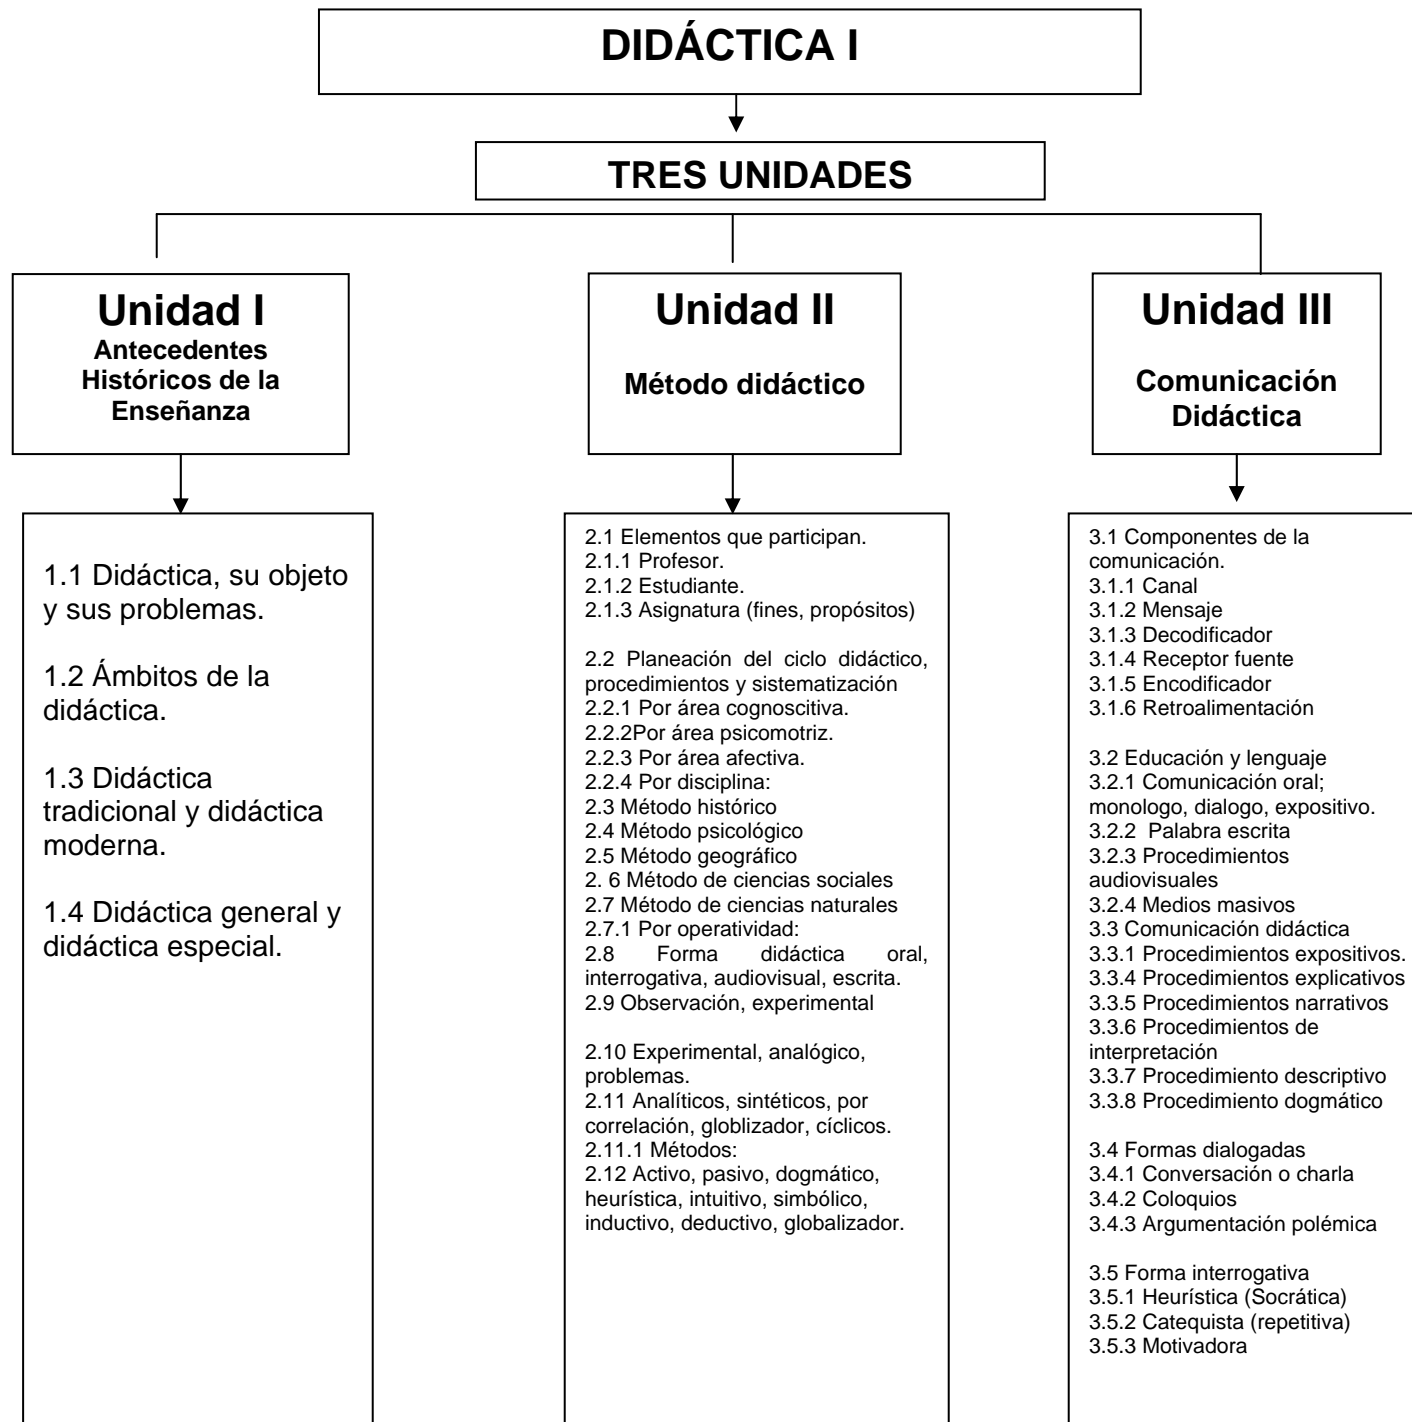 DIDÁCTICA I
TRES UNIDADES
Unidad I
Antecedentes
Históricos de la
Enseñanza
Unidad II
Método didáctico
Unidad III
Comunicación
Didáctica
1.1 Didáctica, su objeto
y sus problemas.
1.2 Ámbitos de la
didáctica.
1.3 Didáctica
tradicional y didáctica
moderna.
1.4 Didáctica general y
didáctica especial.
2.1 Elementos que participan.
2.1.1 Profesor.
2.1.2 Estudiante.
2.1.3 Asignatura (fines, propósitos)
2.2 Planeación del ciclo didáctico,
procedimientos y sistematización
2.2.1 Por área cognoscitiva.
2.2.2Por área psicomotriz.
2.2.3 Por área afectiva.
2.2.4 Por disciplina:
2.3 Método histórico
2.4 Método psicológico
2.5 Método geográfico
2. 6 Método de ciencias sociales
2.7 Método de ciencias naturales
2.7.1 Por operatividad:
2.8 Forma didáctica oral,
interrogativa, audiovisual, escrita.
2.9 Observación, experimental
2.10 Experimental, analógico,
problemas.
2.11 Analíticos, sintéticos, por
correlación, globlizador, cíclicos.
2.11.1 Métodos:
2.12 Activo, pasivo, dogmático,
heurística, intuitivo, simbólico,
inductivo, deductivo, globalizador.
3.1 Componentes de la
comunicación.
3.1.1 Canal
3.1.2 Mensaje
3.1.3 Decodificador
3.1.4 Receptor fuente
3.1.5 Encodificador
3.1.6 Retroalimentación
3.2 Educación y lenguaje
3.2.1 Comunicación oral;
monologo, dialogo, expositivo.
3.2.2 Palabra escrita
3.2.3 Procedimientos
audiovisuales
3.2.4 Medios masivos
3.3 Comunicación didáctica
3.3.1 Procedimientos expositivos.
3.3.4 Procedimientos explicativos
3.3.5 Procedimientos narrativos
3.3.6 Procedimientos de
interpretación
3.3.7 Procedimiento descriptivo
3.3.8 Procedimiento dogmático
3.4 Formas dialogadas
3.4.1 Conversación o charla
3.4.2 Coloquios
3.4.3 Argumentación polémica
3.5 Forma interrogativa
3.5.1 Heurística (Socrática)
3.5.2 Catequista (repetitiva)
3.5.3 Motivadora